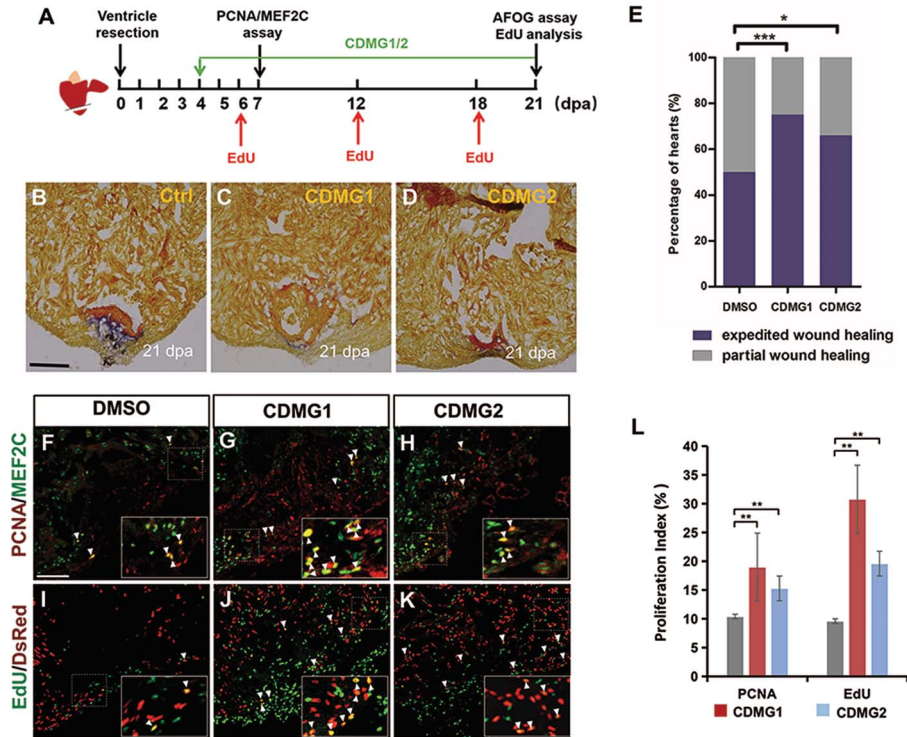 A
Ventricle
resection
PCNA/MEF2C
assay
CDMG1/2
AFOG assay
EdU analysis
0 1 2 3 4 5 6 7 12 18 21 (dpa)
EdU EdU EdU
B Ctrl
21 dpa
C CDMG1
21 dpa
D CDMG2
21 dpa
E
* 
***
Percentage of hearts (%)
100
80
60
40
20
0
DMSO CDMG1 CDMG2
expedited wound healing
partial wound healing
DMSO CDMG1 CDMG2
PCNA/MEF2C
F G H
EdU/DsRed
I J K
L
Proliferation Index (%)
40
35
30
25
20
15
10
5
0
** ** ** **
PCNA EdU
CDMG1 CDMG2